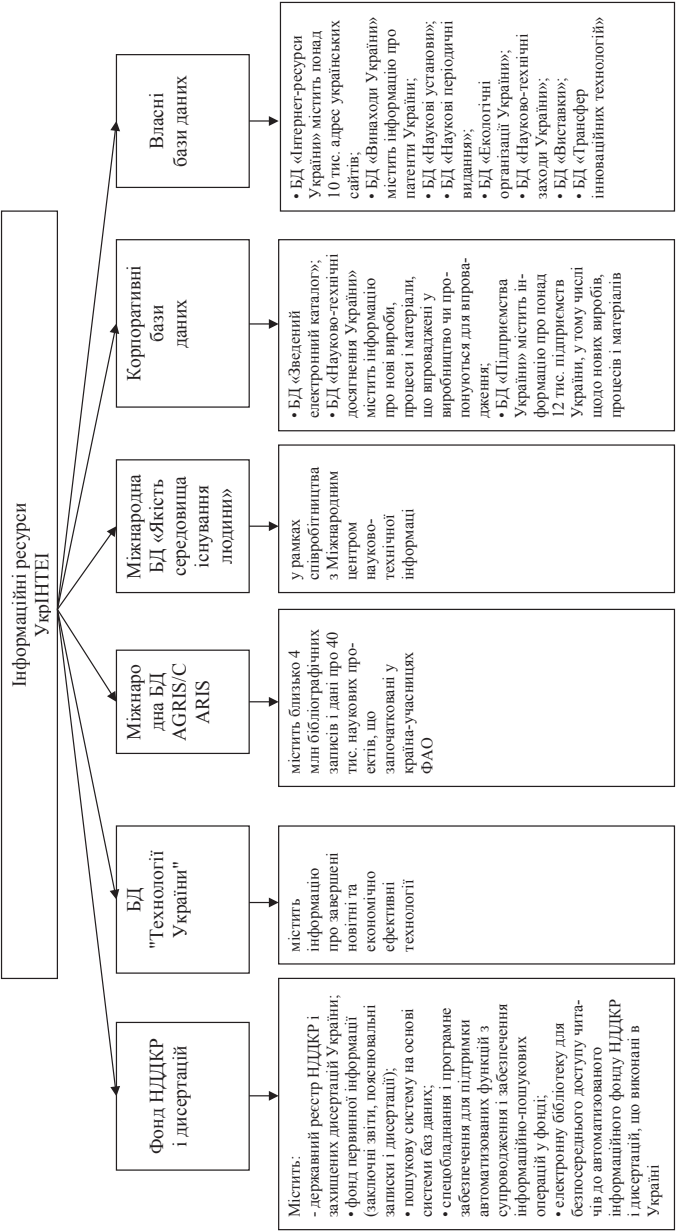 Інформаційні ресурси
УкрІНТЕІ
Фонд НДДКР
і дисертацій
БД
"Технології
України"
Міжнаро
дна БД
AGRIS/C
ARIS
Міжнародна
БД «Якість
середовища
існування
людини»
Корпоративні
бази
даних
Власні
бази даних
Містить:
- державний реєстр НДДКР і
захищених дисертацій України;
• фонд первинної інформації
(заключні звіти, пояснювальні
записки і дисертації);
• пошукову систему на основі
системи баз даних;
• спецобладнання і програмне
забезпечення для підтримки
автоматизованих функцій з
супроводження і забезпечення
інформаційно-пошукових
операцій у фонді;
• електронну бібліотеку для
безпосереднього доступу чита-
чів до автоматизованого
інформаційного фонду НДДКР
і дисертацій, що виконані в
Україні
містить
інформацію
про завершені
новітні та
економічно
ефективні
технології
містить близько 4
млн бібліографічних
записів і дані про 40
тис. наукових про-
ектів, що
започатковані у
країна-учасницях
ФАО
у рамках
співробітництва
з Міжнародним
центром
науково-
технічної
інформаці
• БД «Зведений
електронний каталог»;
• БД «Науково-технічні
досягнення України»
містить інформацію
про нові вироби,
процеси і матеріали,
що впроваджені у
виробництво чи про-
понуються для впрова-
дження;
• БД «Підприємства
України» містить ін-
формацію про понад
12 тис. підприємств
України, у тому числі
щодо нових виробів,
процесів і матеріалів
• БД «Інтернет-ресурси
України» містить понад
10 тис. адрес українських
сайтів;
• БД «Винаходи України»
містить інформацію про
патенти України;
• БД «Наукові установи»;
• БД «Наукові періодичні
видання»;
• БД «Екологічні
організації України»;
• БД «Науково-технічні
заходи України»;
• БД «Виставки»;
• БД «Трансфер
інноваційних технологій»